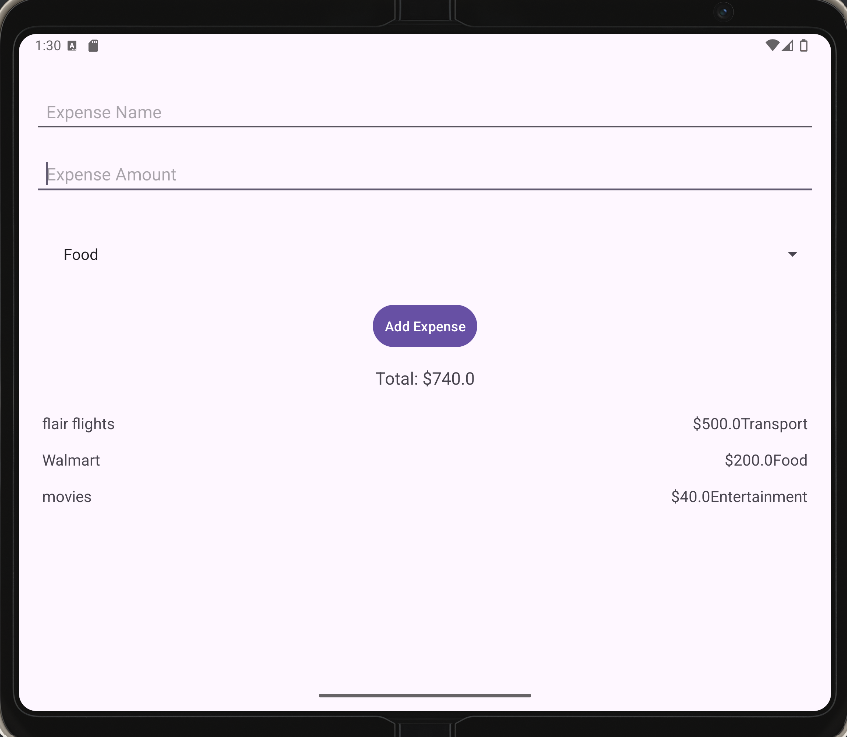 1:30
Expense Name
Expense Amount
Food
Add Expense
Total: $740.0
flair flights $500.0Transport
Walmart $200.0Food
movies $40.0Entertainment